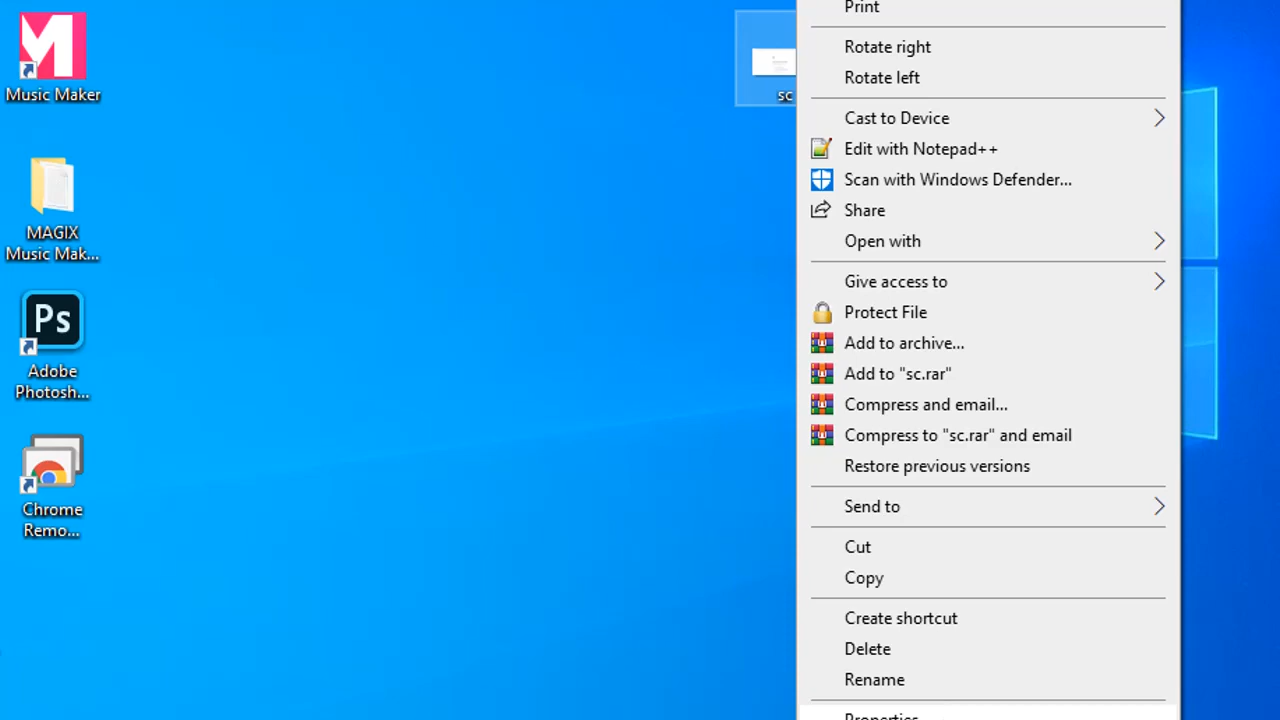 Music Maker
MAGIX
Music Mak...
Ps
Adobe
Photosh...
Chrome
Remo...
sc
Print
Rotate right
Rotate left
Cast to Device
Edit with Notepad++
Scan with Windows Defender...
Share
Open with
Give access to
Protect File
Add to archive...
Add to "sc.rar"
Compress and email...
Compress to "sc.rar" and email
Restore previous versions
Send to
Cut
Copy
Create shortcut
Delete
Rename
Properties